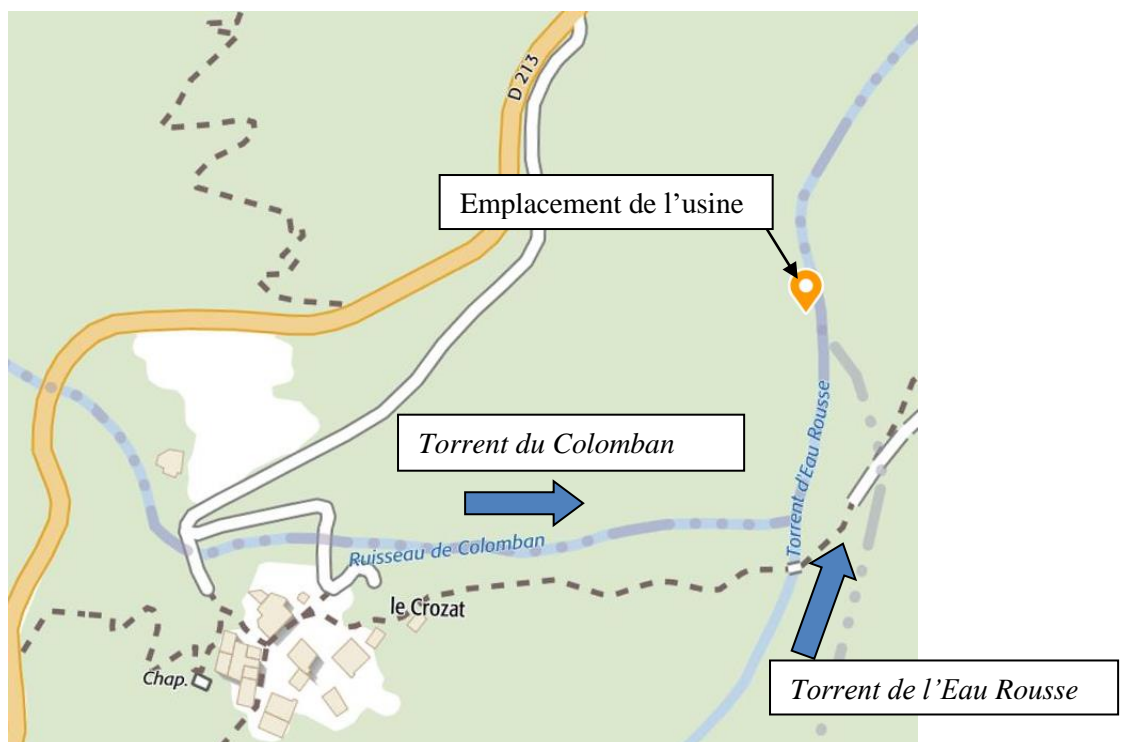 D 213
Emplacement de l’usine
Torrent du Colomban
Torrent d'Eau Rousse
Ruisseau de Colomban
le Crozat
Chap.
Torrent de l’Eau Rousse